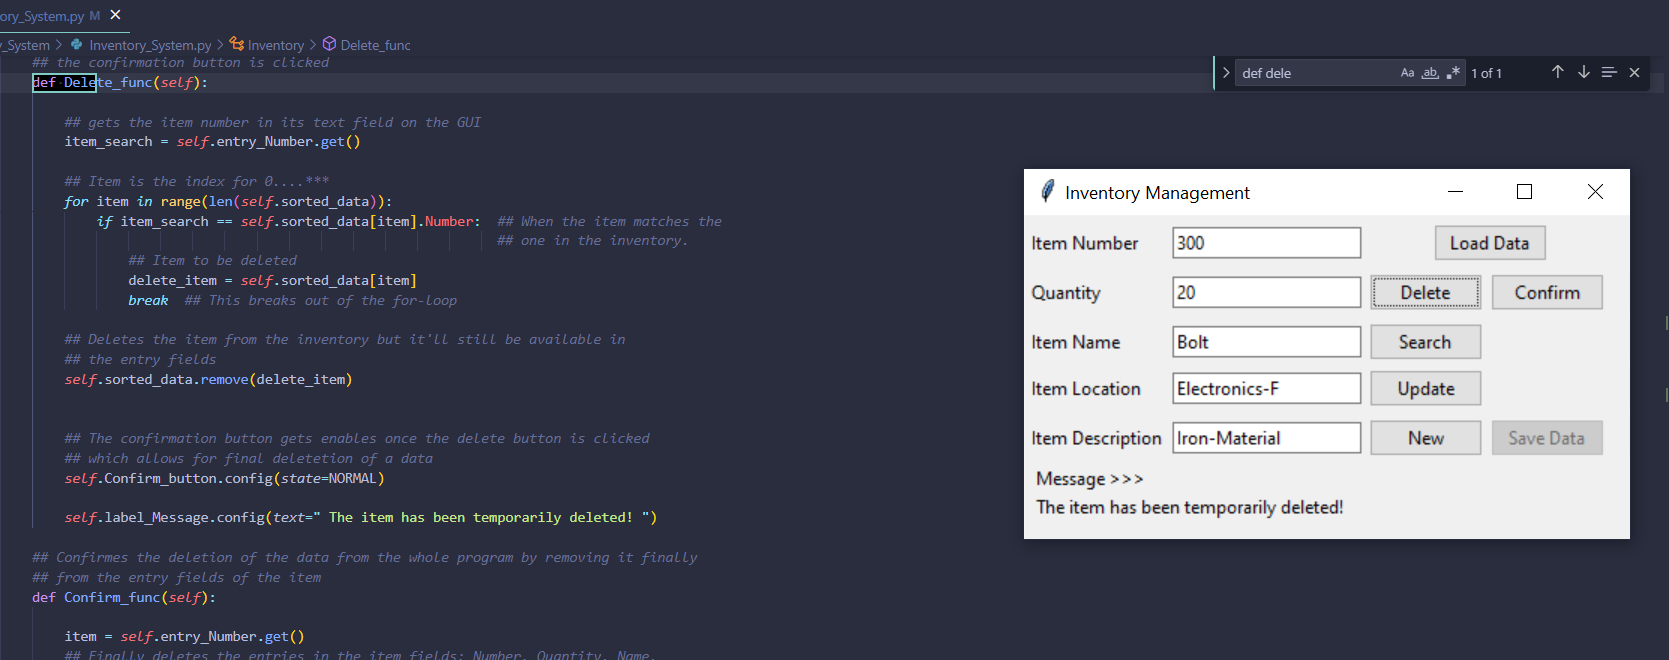 ory_System.py M
y_System > Inventory_System.py > Inventory > Delete_func
## the confirmation button is clicked
def Delete_func(self):
## gets the item number in its text field on the GUI
item_search = self.entry_Number.get()
## Item is the index for 0....***
for item in range(len(self.sorted_data)):
if item_search == self.sorted_data[item].Number: ## When the item matches the
## one in the inventory.
## Item to be deleted
delete_item = self.sorted_data[item]
break ## This breaks out of the for-loop
## Deletes the item from the inventory but it'll still be available in
## the entry fields
self.sorted_data.remove(delete_item)
## The confirmation button gets enables once the delete button is clicked
## which allows for final deletetion of a data
self.Confirm_button.config(state=NORMAL)
self.label_Message.config(text=" The item has been temporarily deleted! ")
## Confirmes the deletion of the data from the whole program by removing it finally
## from the entry fields of the item
def Confirm_func(self):
item = self.entry_Number.get()
## Finally deletes the entries in the item fields: Number, Quantity, Name,
def dele Aa ab .* 1 of 1
Inventory Management
Item Number 300 Load Data
Quantity 20 Delete Confirm
Item Name Bolt Search
Item Location Electronics-F Update
Item Description Iron-Material New Save Data
Message >>>
The item has been temporarily deleted!